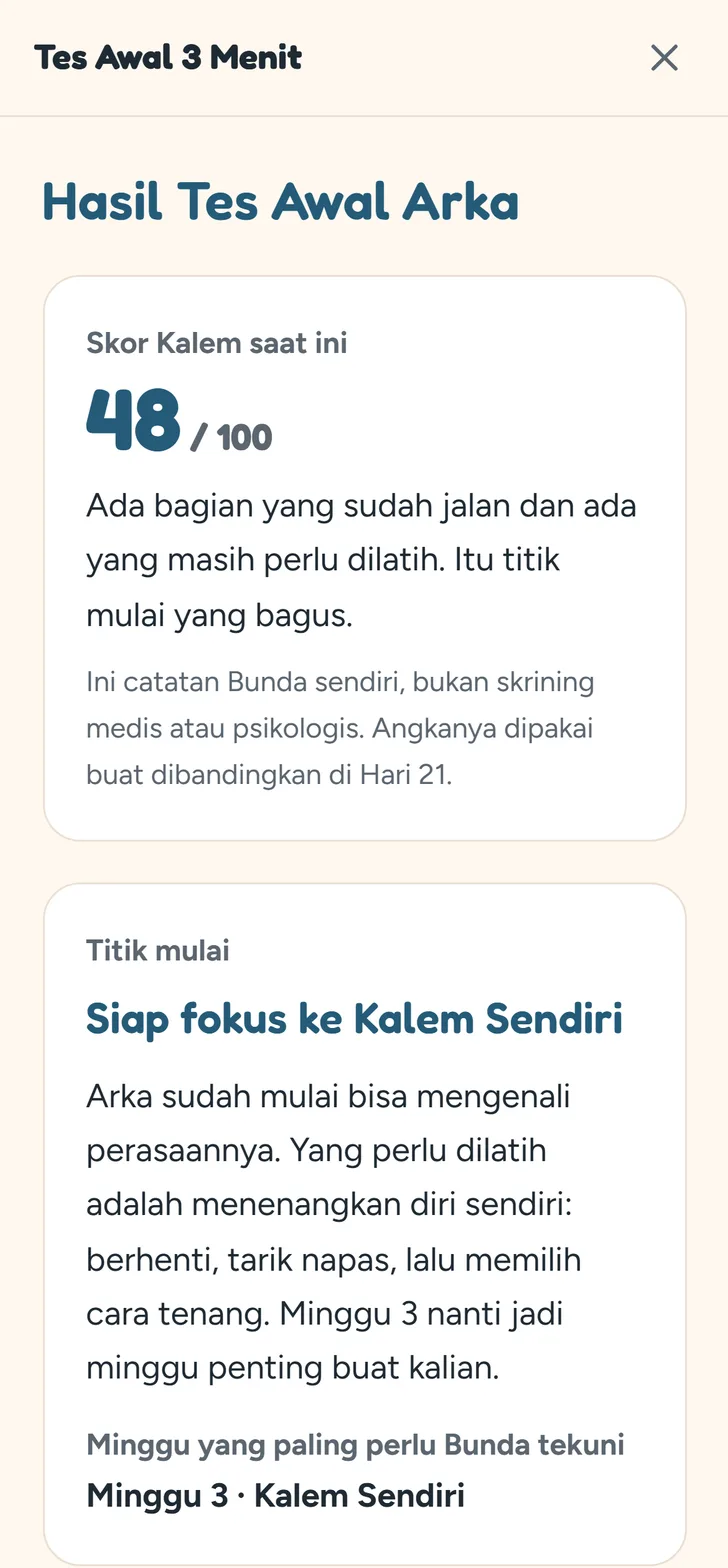 Tes Awal 3 Menit
Hasil Tes Awal Arka
Skor Kalem saat ini
48 / 100
Ada bagian yang sudah jalan dan ada
yang masih perlu dilatih. Itu titik
mulai yang bagus.
Ini catatan Bunda sendiri, bukan skrining
medis atau psikologis. Angkanya dipakai
buat dibandingkan di Hari 21.
Titik mulai
Siap fokus ke Kalem Sendiri
Arka sudah mulai bisa mengenali
perasaannya. Yang perlu dilatih
adalah menenangkan diri sendiri:
berhenti, tarik napas, lalu memilih
cara tenang. Minggu 3 nanti jadi
minggu penting buat kalian.
Minggu yang paling perlu Bunda tekuni
Minggu 3 · Kalem Sendiri